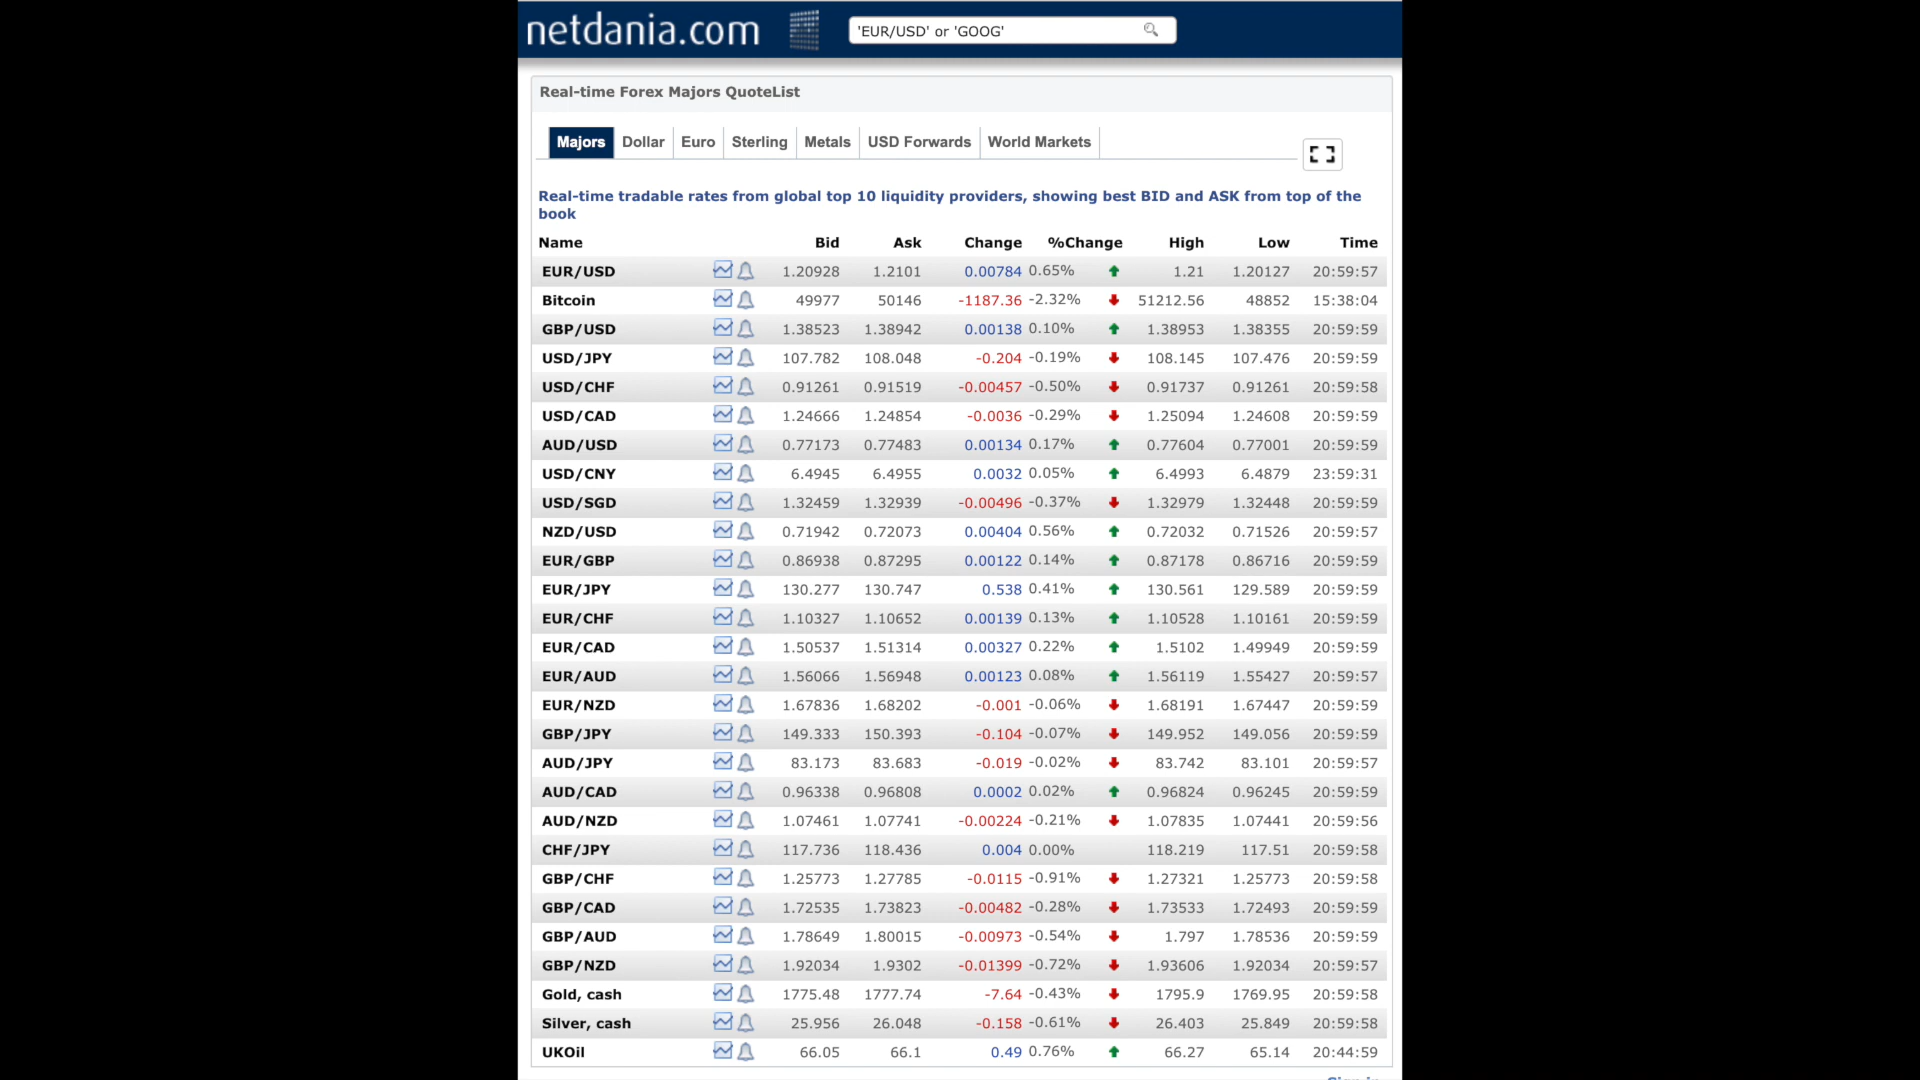 netdania.com 'EUR/USD' or 'GOOG'
Real-time Forex Majors QuoteList
Majors Dollar Euro Sterling Metals USD Forwards World Markets
Real-time tradable rates from global top 10 liquidity providers, showing best BID and ASK from top of the
book
Name Bid Ask Change %Change High Low Time
EUR/USD 1.20928 1.2101 0.00784 0.65% 1.21 1.20127 20:59:57
Bitcoin 49977 50146 -1187.36 -2.32% 51212.56 48852 15:38:04
GBP/USD 1.38523 1.38942 0.00138 0.10% 1.38953 1.38355 20:59:59
USD/JPY 107.782 108.048 -0.204 -0.19% 108.145 107.476 20:59:59
USD/CHF 0.91261 0.91519 -0.00457 -0.50% 0.91737 0.91261 20:59:58
USD/CAD 1.24666 1.24854 -0.0036 -0.29% 1.25094 1.24608 20:59:59
AUD/USD 0.77173 0.77483 0.00134 0.17% 0.77604 0.77001 20:59:59
USD/CNY 6.4945 6.4955 0.0032 0.05% 6.4993 6.4879 23:59:31
USD/SGD 1.32459 1.32939 -0.00496 -0.37% 1.32979 1.32448 20:59:59
NZD/USD 0.71942 0.72073 0.00404 0.56% 0.72032 0.71526 20:59:57
EUR/GBP 0.86938 0.87295 0.00122 0.14% 0.87178 0.86716 20:59:59
EUR/JPY 130.277 130.747 0.538 0.41% 130.561 129.589 20:59:59
EUR/CHF 1.10327 1.10652 0.00139 0.13% 1.10528 1.10161 20:59:59
EUR/CAD 1.50537 1.51314 0.00327 0.22% 1.5102 1.49949 20:59:59
EUR/AUD 1.56066 1.56948 0.00123 0.08% 1.56119 1.55427 20:59:57
EUR/NZD 1.67836 1.68202 -0.001 -0.06% 1.68191 1.67447 20:59:59
GBP/JPY 149.333 150.393 -0.104 -0.07% 149.952 149.056 20:59:59
AUD/JPY 83.173 83.683 -0.019 -0.02% 83.742 83.101 20:59:57
AUD/CAD 0.96338 0.96808 0.0002 0.02% 0.96824 0.96245 20:59:59
AUD/NZD 1.07461 1.07741 -0.00224 -0.21% 1.07835 1.07441 20:59:56
CHF/JPY 117.736 118.436 0.004 0.00% 118.219 117.51 20:59:58
GBP/CHF 1.25773 1.27785 -0.0115 -0.91% 1.27321 1.25773 20:59:58
GBP/CAD 1.72535 1.73823 -0.00482 -0.28% 1.73533 1.72493 20:59:59
GBP/AUD 1.78649 1.80015 -0.00973 -0.54% 1.797 1.78536 20:59:59
GBP/NZD 1.92034 1.9302 -0.01399 -0.72% 1.93606 1.92034 20:59:57
Gold, cash 1775.48 1777.74 -7.64 -0.43% 1795.9 1769.95 20:59:58
Silver, cash 25.956 26.048 -0.158 -0.61% 26.403 25.849 20:59:58
UKOil 66.05 66.1 0.49 0.76% 66.27 65.14 20:44:59